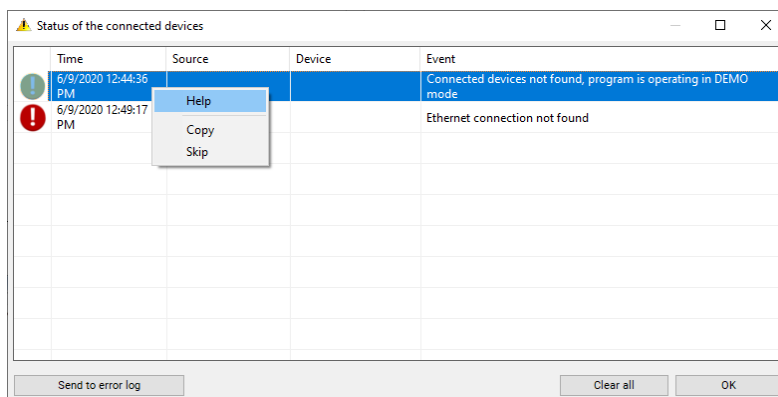 Status of the connected devices
Time Source Device Event
6/9/2020 12:44:36
PM
Connected devices not found, program is operating in DEMO
mode
6/9/2020 12:49:17
PM
Ethernet connection not found
Help
Copy
Skip
Send to error log Clear all OK